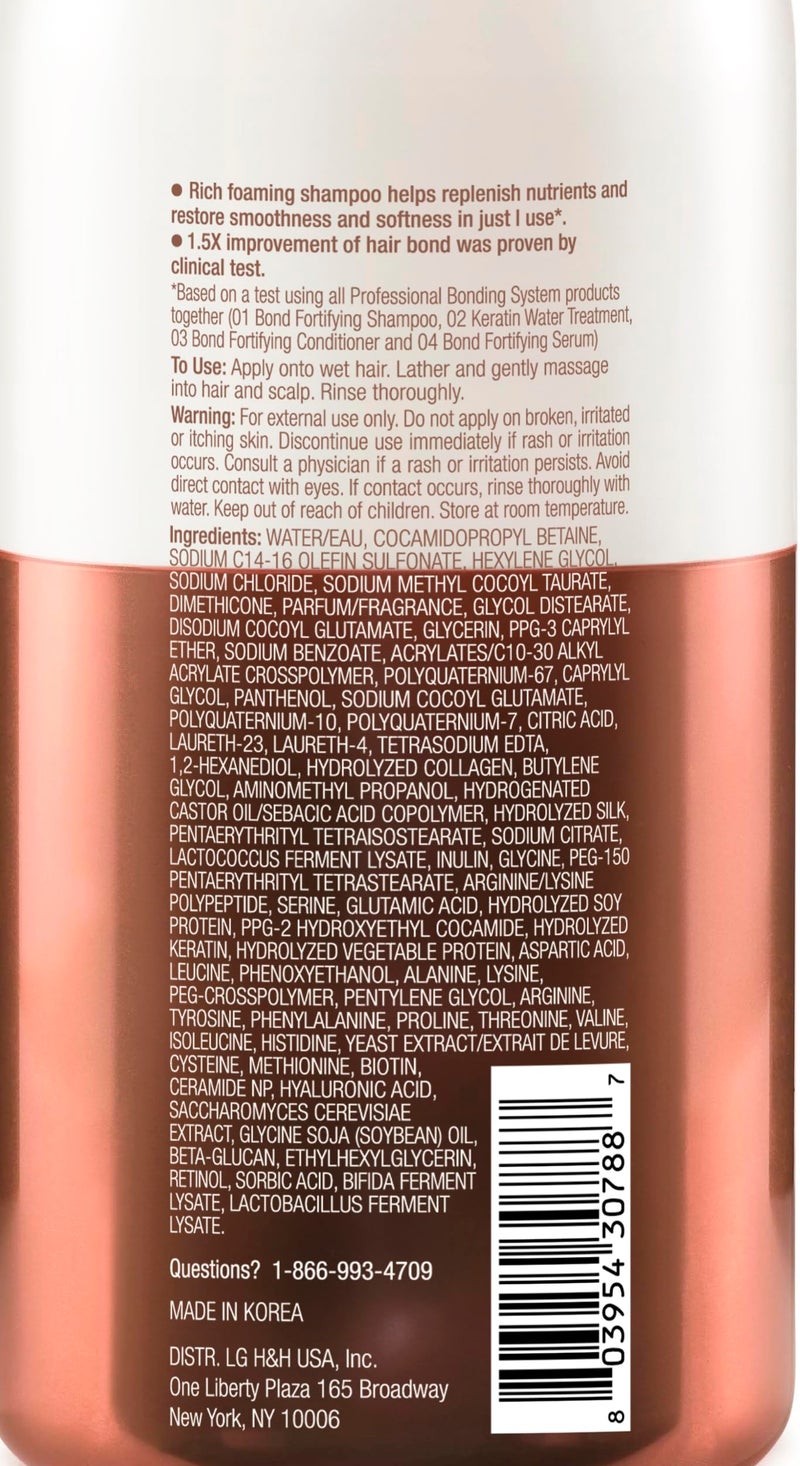 ● Rich foaming shampoo helps replenish nutrients and
restore smoothness and softness in just I use*.
● 1.5X improvement of hair bond was proven by
clinical test.
*Based on a test using all Professional Bonding System products
together (01 Bond Fortifying Shampoo, 02 Keratin Water Treatment,
03 Bond Fortifying Conditioner and 04 Bond Fortifying Serum)
To Use: Apply onto wet hair. Lather and gently massage
into hair and scalp. Rinse thoroughly.
Warning: For external use only. Do not apply on broken, irritated
or itching skin. Discontinue use immediately if rash or irritation
occurs. Consult a physician if a rash or irritation persists. Avoid
direct contact with eyes. If contact occurs, rinse thoroughly with
water. Keep out of reach of children. Store at room temperature.
Ingredients: WATER/EAU, COCAMIDOPROPYL BETAINE,
SODIUM C14-16 OLEFIN SULFONATE, HEXYLENE GLYCOL,
SODIUM CHLORIDE, SODIUM METHYL COCOYL TAURATE,
DIMETHICONE, PARFUM/FRAGRANCE, GLYCOL DISTEARATE,
DISODIUM COCOYL GLUTAMATE, GLYCERIN, PPG-3 CAPRYLYL
ETHER, SODIUM BENZOATE, ACRYLATES/C10-30 ALKYL
ACRYLATE CROSSPOLYMER, POLYQUATERNIUM-67, CAPRYLYL
GLYCOL, PANTHENOL, SODIUM COCOYL GLUTAMATE,
POLYQUATERNIUM-10, POLYQUATERNIUM-7, CITRIC ACID,
LAURETH-23, LAURETH-4, TETRASODIUM EDTA,
1,2-HEXANEDIOL, HYDROLYZED COLLAGEN, BUTYLENE
GLYCOL, AMINOMETHYL PROPANOL, HYDROGENATED
CASTOR OIL/SEBACIC ACID COPOLYMER, HYDROLYZED SILK,
PENTAERYTHRITYL TETRAISOSTEARATE, SODIUM CITRATE,
LACTOCOCCUS FERMENT LYSATE, INULIN, GLYCINE, PEG-150
PENTAERYTHRITYL TETRASTEARATE, ARGININE/LYSINE
POLYPEPTIDE, SERINE, GLUTAMIC ACID, HYDROLYZED SOY
PROTEIN, PPG-2 HYDROXYETHYL COCAMIDE, HYDROLYZED
KERATIN, HYDROLYZED VEGETABLE PROTEIN, ASPARTIC ACID,
LEUCINE, PHENOXYETHANOL, ALANINE, LYSINE,
PEG-CROSSPOLYMER, PENTYLENE GLYCOL, ARGININE,
TYROSINE, PHENYLALANINE, PROLINE, THREONINE, VALINE,
ISOLEUCINE, HISTIDINE, YEAST EXTRACT/EXTRAIT DE LEVURE,
CYSTEINE, METHIONINE, BIOTIN,
CERAMIDE NP, HYALURONIC ACID,
SACCHAROMYCES CEREVISIAE
EXTRACT, GLYCINE SOJA (SOYBEAN) OIL,
BETA-GLUCAN, ETHYLHEXYLGLYCERIN,
RETINOL, SORBIC ACID, BIFIDA FERMENT
LYSATE, LACTOBACILLUS FERMENT
LYSATE.
Questions? 1-866-993-4709
MADE IN KOREA
DISTR. LG H&H USA, Inc.
One Liberty Plaza 165 Broadway
New York, NY 10006
8 03954 30788 7